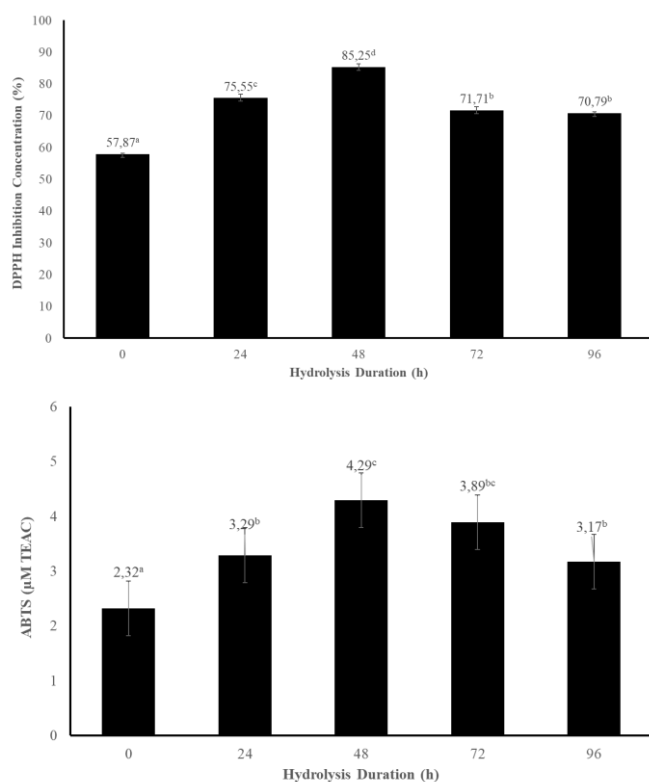 100
90
80
70
60
50
40
30
20
10
0
DPPH Inhibition Concentration (%)
57,87ᵃ
75,55ᶜ
85,25ᵈ
71,71ᵇ
70,79ᵇ
0 24 48 72 96
Hydrolysis Duration (h)
6
5
4
3
2
1
0
ABTS (µM TEAC)
2,32ᵃ
3,29ᵇ
4,29ᶜ
3,89ᵇᶜ
3,17ᵇ
0 24 48 72 96
Hydrolysis Duration (h)